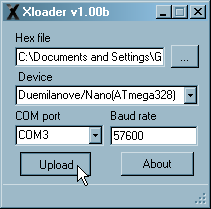 Xloader v1.00b
Hex file
C:\Documents and Settings\G
...
Device
Duemilanove/Nano(ATmega328)
COM port
Baud rate
COM3
57600
Upload
About